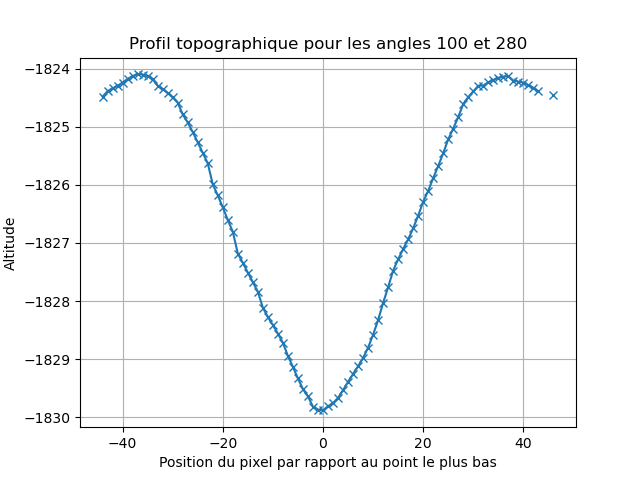 Profil topographique pour les angles 100 et 280
Altitude
−1824
−1825
−1826
−1827
−1828
−1829
−1830
−40 −20 0 20 40
Position du pixel par rapport au point le plus bas